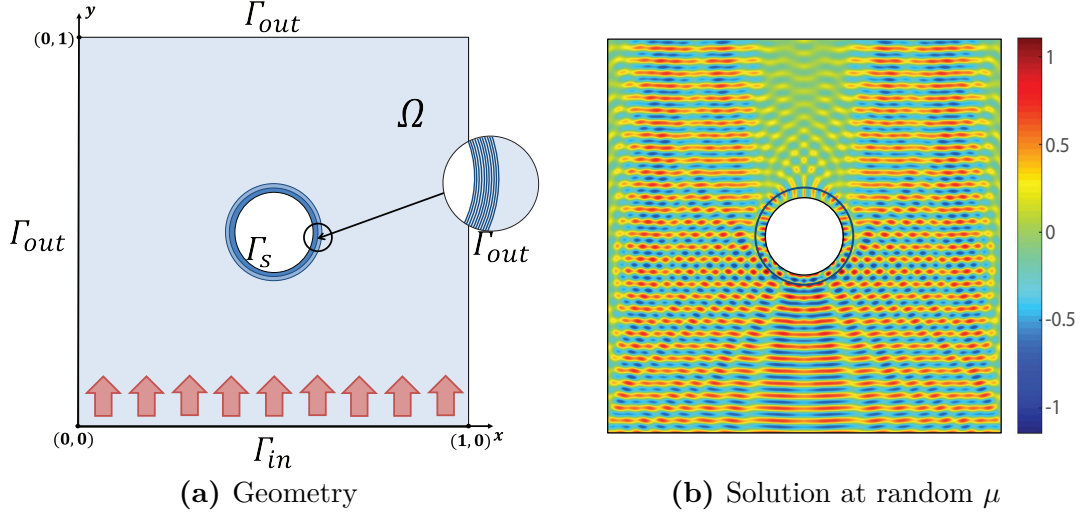 y
Γout
(0,1)
Ω
Γout
Γs
Γout
(0,0)
(1,0) x
Γin
(a) Geometry
1
0.5
0
-0.5
-1
(b) Solution at random μ